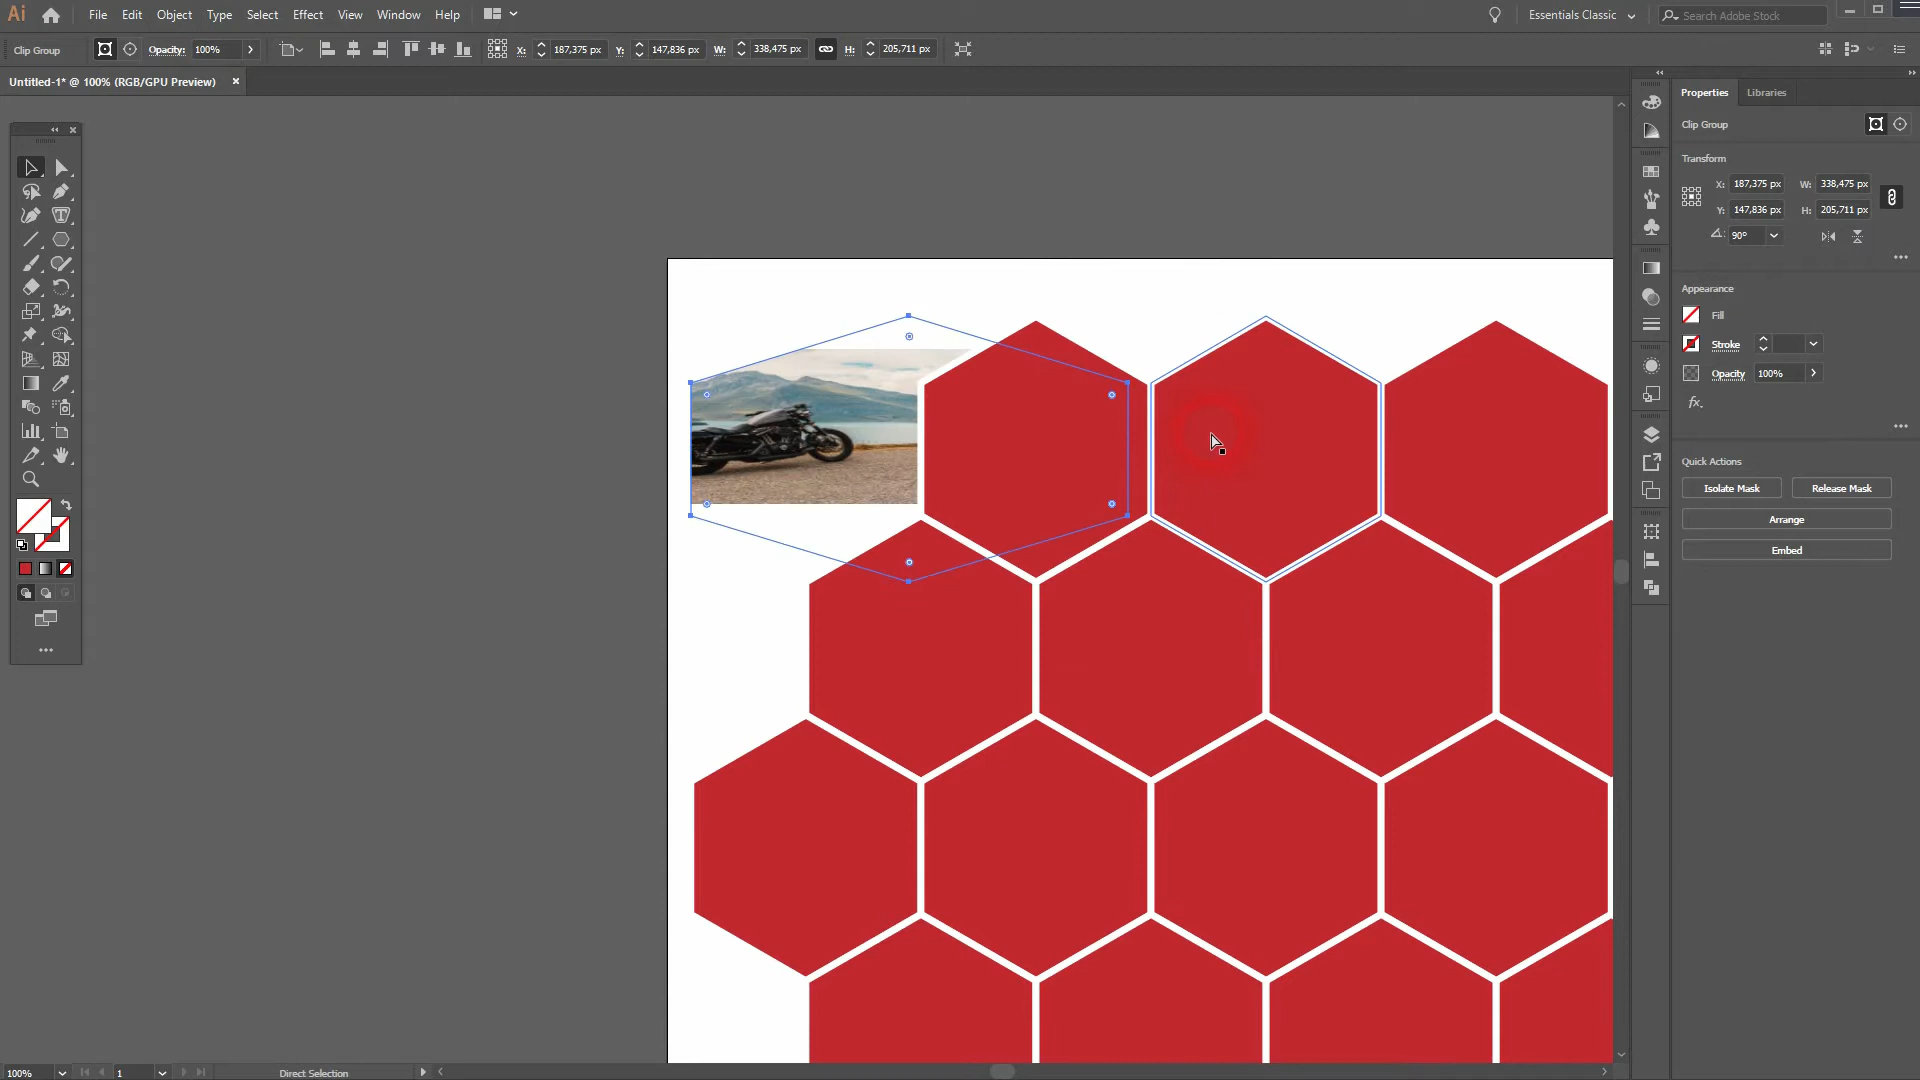 Ai File Edit Object Type Select Effect View Window Help Essentials Classic Search Adobe Stock
Clip Group Opacity: 100% X: 187,375 px Y: 147,836 px W: 338,475 px H: 205,711 px
Untitled-1* @ 100% (RGB/GPU Preview)
Properties Libraries
Clip Group
Transform
X: 187,375 px W: 338,475 px
Y: 147,836 px H: 205,711 px
90°
Appearance
Fill
Stroke
Opacity 100%
fx.
Quick Actions
Isolate Mask Release Mask
Arrange
Embed
100% 1 Direct Selection